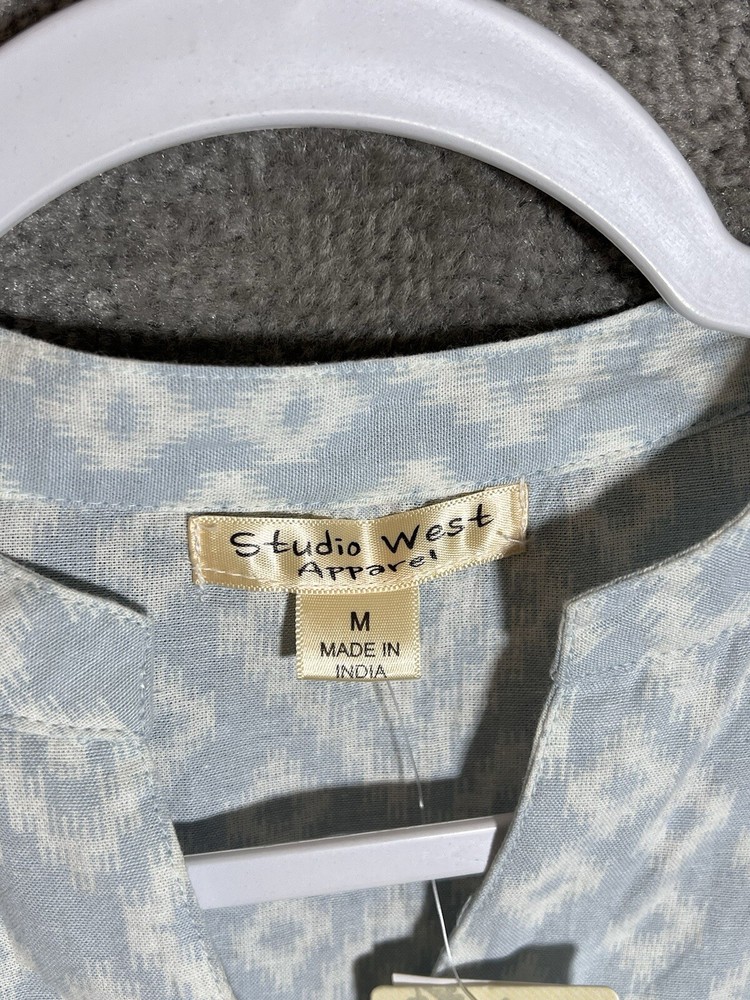 Studio West
Apparel
M
MADE IN
INDIA